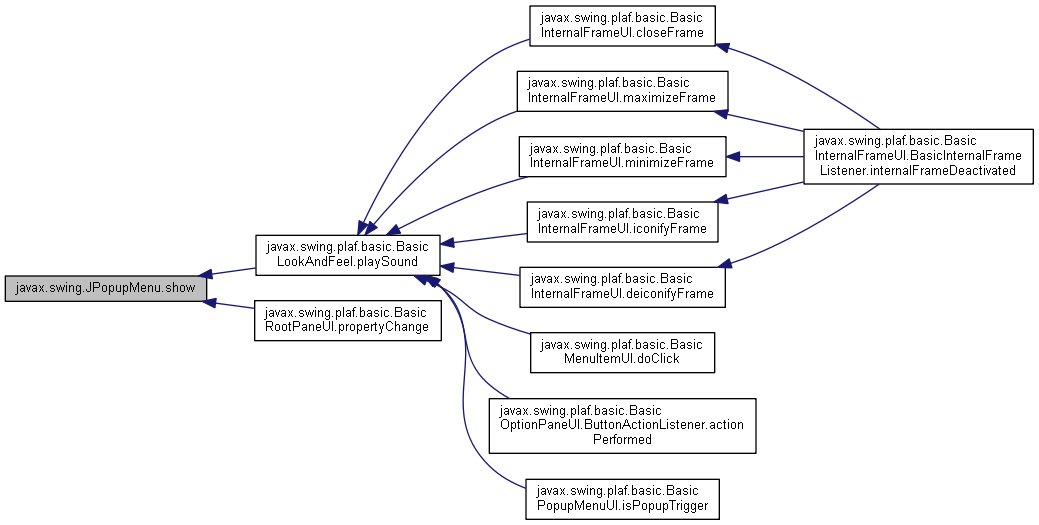 javax.swing.plaf.basic.Basic
InternalFrameUI.closeFrame
javax.swing.plaf.basic.Basic
InternalFrameUI.maximizeFrame
javax.swing.plaf.basic.Basic
InternalFrameUI.minimizeFrame
javax.swing.plaf.basic.Basic
InternalFrameUI.BasicInternalFrame
Listener.internalFrameDeactivated
javax.swing.plaf.basic.Basic
InternalFrameUI.iconifyFrame
javax.swing.plaf.basic.Basic
LookAndFeel.playSound
javax.swing.JPopupMenu.show
javax.swing.plaf.basic.Basic
InternalFrameUI.deiconifyFrame
javax.swing.plaf.basic.Basic
RootPaneUI.propertyChange
javax.swing.plaf.basic.Basic
MenuItemUI.doClick
javax.swing.plaf.basic.Basic
OptionPaneUI.ButtonActionListener.action
Performed
javax.swing.plaf.basic.Basic
PopupMenuUI.isPopupTrigger